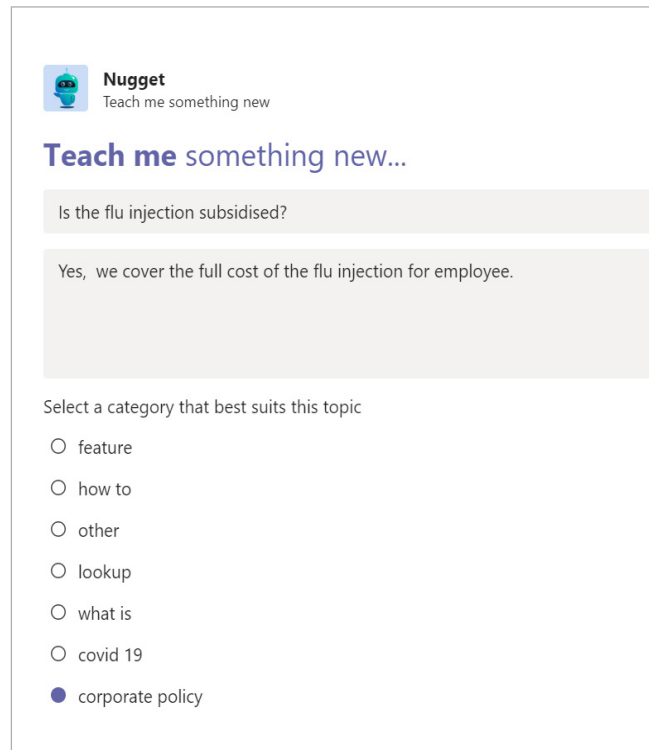 Nugget
Teach me something new
Teach me something new...
Is the flu injection subsidised?
Yes,  we cover the full cost of the flu injection for employee.
Select a category that best suits this topic
feature
how to
other
lookup
what is
covid 19
corporate policy